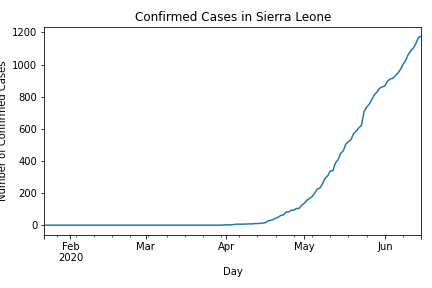 Confirmed Cases in Sierra Leone
Number of Confirmed Cases
1200
1000
800
600
400
200
0
Feb
2020
Mar
Apr
May
Jun
Day